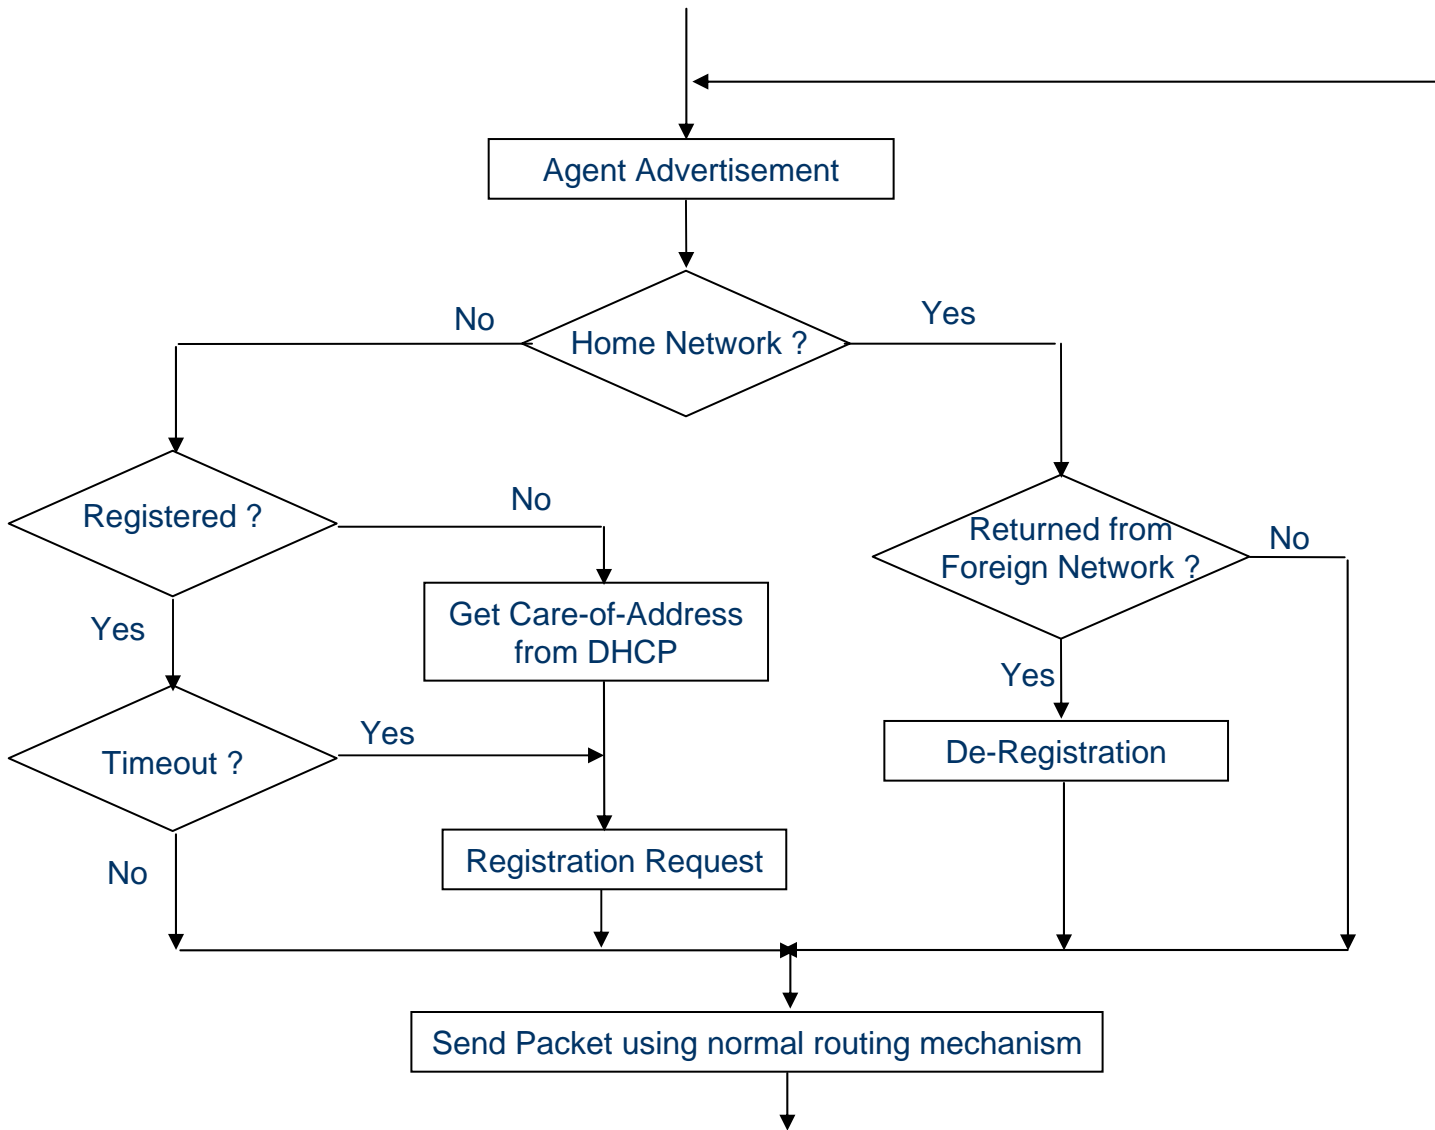 Agent Advertisement
No
Home Network ?
Yes
Registered ?
No
Returned from
Foreign Network ?
No
Get Care-of-Address
from DHCP
Yes
Yes
Timeout ?
Yes
De-Registration
No
Registration Request
Send Packet using normal routing mechanism